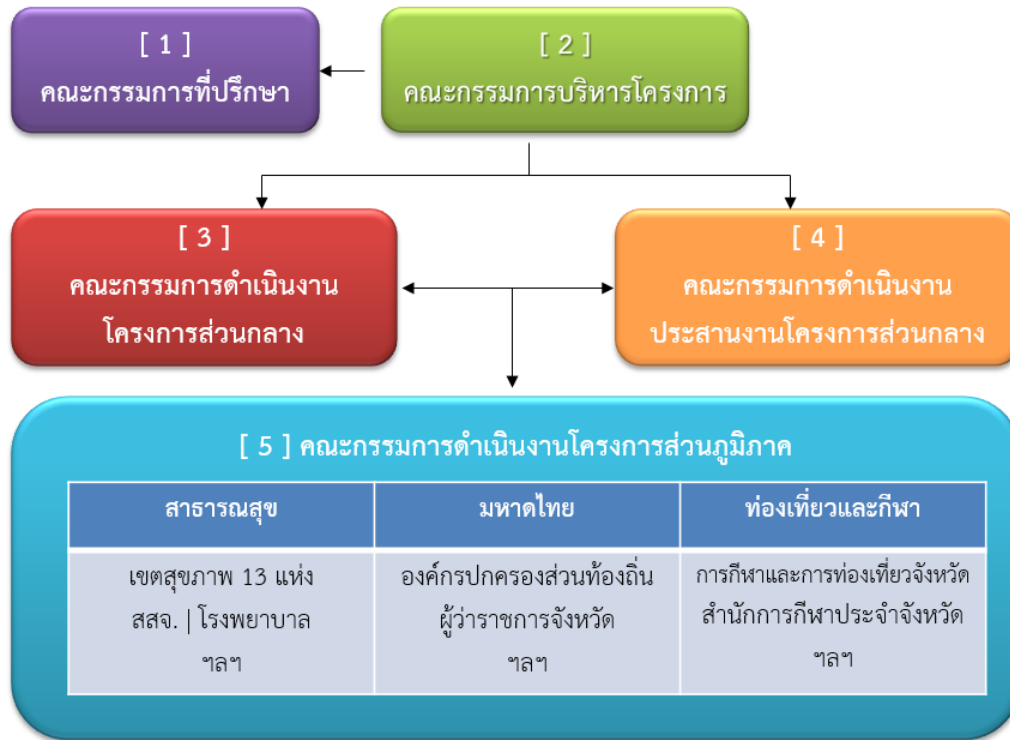 [ 1 ]
คณะกรรมการที่ปรึกษา
[ 2 ]
คณะกรรมการบริหารโครงการ
[ 3 ]
คณะกรรมการดำเนินงาน
โครงการส่วนกลาง
[ 4 ]
คณะกรรมการดำเนินงาน
ประสานงานโครงการส่วนกลาง
[ 5 ] คณะกรรมการดำเนินงานโครงการส่วนภูมิภาค
สาธารณสุข
มหาดไทย
ท่องเที่ยวและกีฬา
เขตสุขภาพ 13 แห่ง
สสจ. | โรงพยาบาล
ฯลฯ
องค์กรปกครองส่วนท้องถิ่น
ผู้ว่าราชการจังหวัด
ฯลฯ
การกีฬาและการท่องเที่ยวจังหวัด
สำนักการกีฬาประจำจังหวัด
ฯลฯ